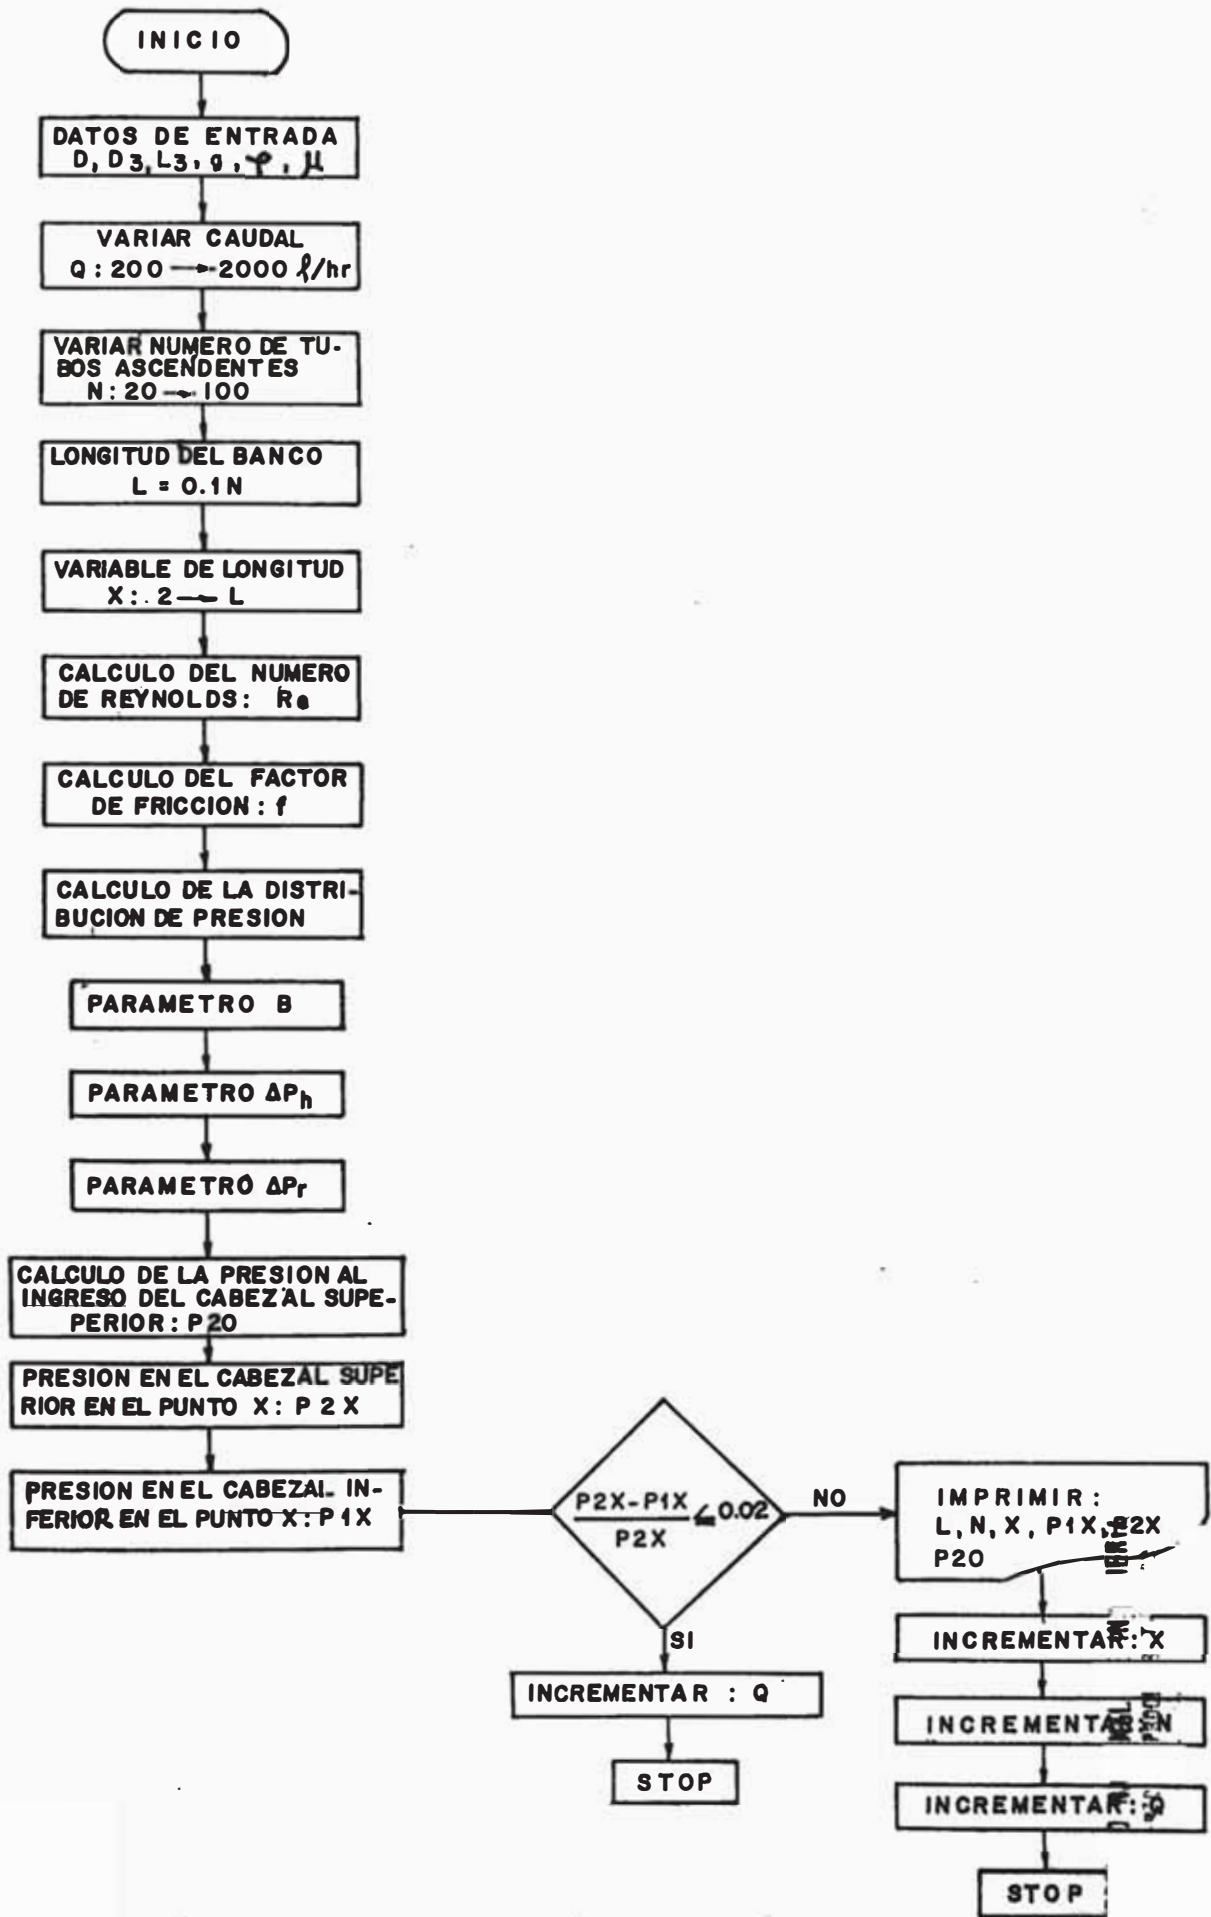 INICIO
DATOS DE ENTRADA
D, D3, L3, g, φ, μ
VARIAR CAUDAL
Q : 200 → 2000 ℓ/hr
VARIAR NUMERO DE TU-
BOS ASCENDENTES
N : 20 → 100
LONGITUD DEL BANCO
L = 0.1 N
VARIABLE DE LONGITUD
X : .2 → L
CALCULO DEL NUMERO
DE REYNOLDS: Re
CALCULO DEL FACTOR
DE FRICCION : f
CALCULO DE LA DISTRI-
BUCION DE PRESION
PARAMETRO B
PARAMETRO ΔPh
PARAMETRO ΔPr
CALCULO DE LA PRESION AL
INGRESO DEL CABEZAL SUPE-
PERIOR : P20
PRESION EN EL CABEZAL SUPE
RIOR EN EL PUNTO X : P 2 X
PRESION EN EL CABEZAL IN-
FERIOR EN EL PUNTO X : P1X
P2X-P1X
≤ 0.02
P2X
NO
SI
INCREMENTAR : Q
STOP
IMPRIMIR :
L, N, X, P1X, P2X
P20
INCREMENTAR : X
INCREMENTAR : N
INCREMENTAR : Q
STOP